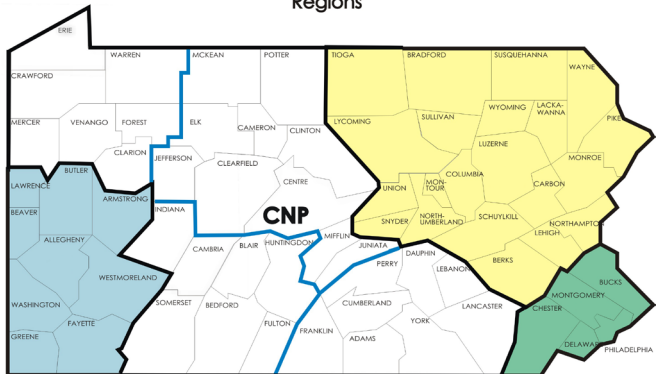 Regions
ERIE
WARREN
MCKEAN
POTTER
TIOGA
BRADFORD
SUSQUEHANNA
WAYNE
CRAWFORD
MERCER
VENANGO
FOREST
ELK
CAMERON
CLINTON
LYCOMING
SULLIVAN
WYOMING
LACKA-
WANNA
PIKE
CLARION
JEFFERSON
CLEARFIELD
CENTRE
LUZERNE
COLUMBIA
MONROE
CARBON
LAWRENCE
BUTLER
ARMSTRONG
INDIANA
UNION
MON-
TOUR
SNYDER
NORTH-
UMBERLAND
SCHUYLKILL
NORTHAMPTON
LEHIGH
BEAVER
ALLEGHENY
CNP
CAMBRIA
BLAIR
HUNTINGDON
MIFFLIN
JUNIATA
PERRY
DAUPHIN
LEBANON
BERKS
BUCKS
MONTGOMERY
WESTMORELAND
WASHINGTON
SOMERSET
BEDFORD
CUMBERLAND
LANCASTER
CHESTER
GREENE
FAYETTE
FULTON
FRANKLIN
ADAMS
YORK
DELAWARE
PHILADELPHIA